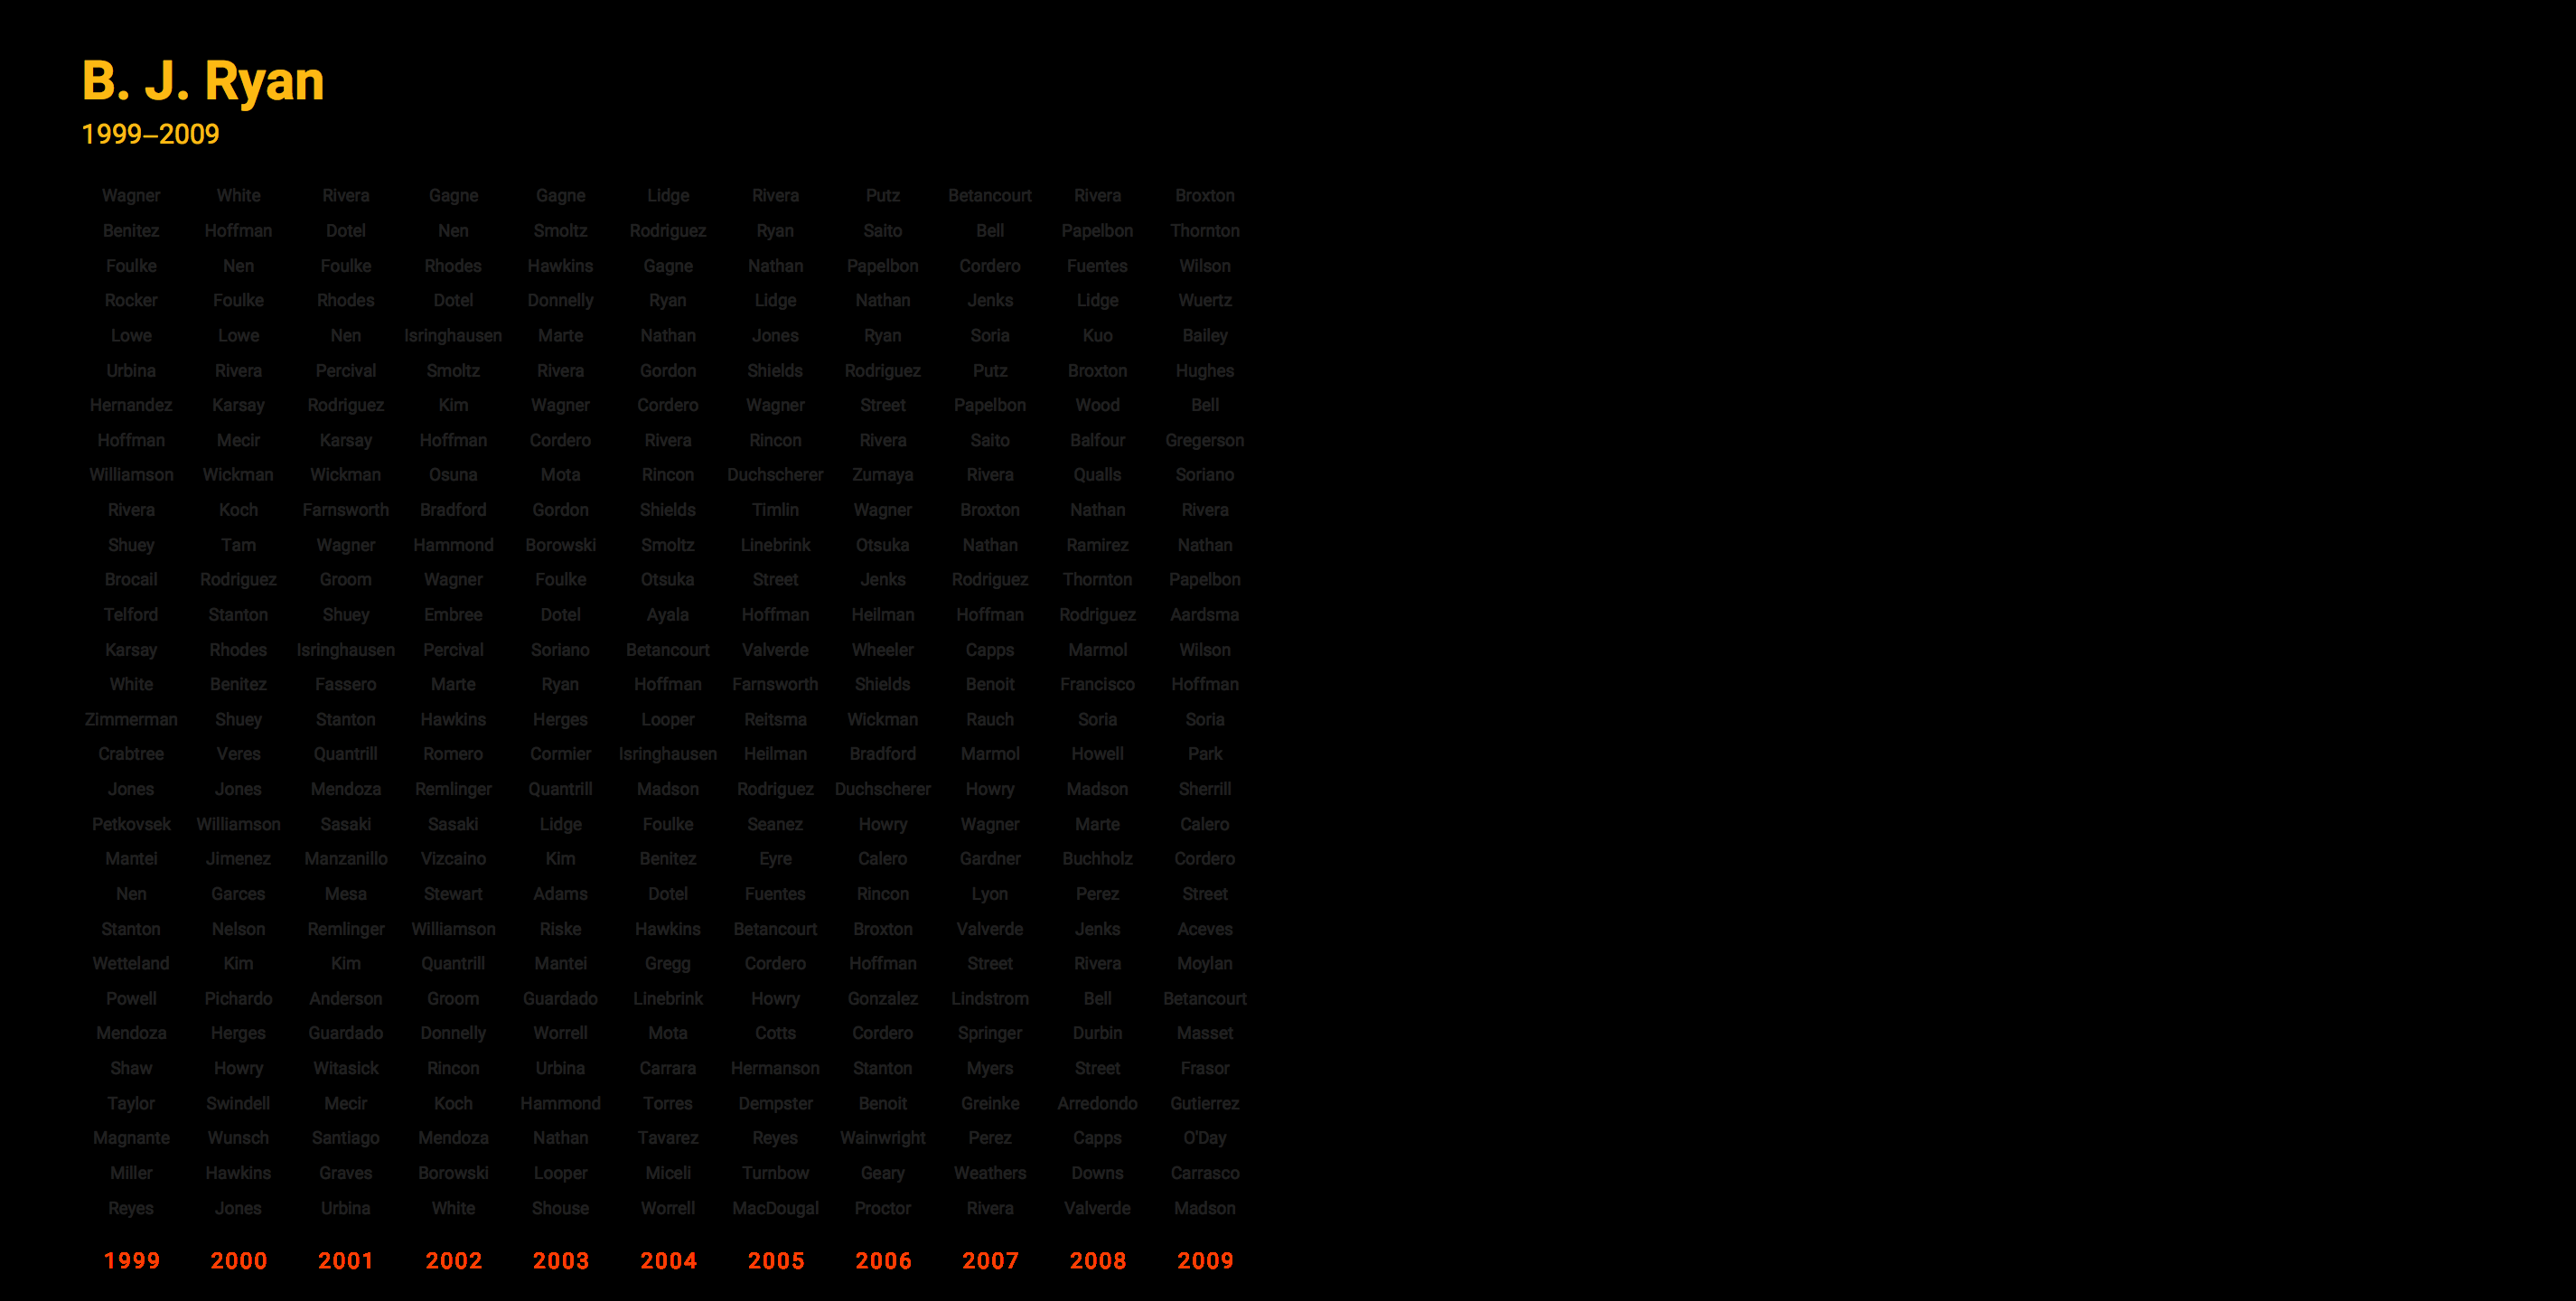 B. J. Ryan
1999–2009
Wagner White Rivera Gagne Gagne Lidge Rivera Putz Betancourt Rivera Broxton
Benitez Hoffman Dotel Nen Smoltz Rodriguez Ryan Saito Bell Papelbon Thornton
Foulke Nen Foulke Rhodes Hawkins Gagne Nathan Papelbon Cordero Fuentes Wilson
Rocker Foulke Rhodes Dotel Donnelly Ryan Lidge Nathan Jenks Lidge Wuertz
Lowe Lowe Nen Isringhausen Marte Nathan Jones Ryan Soria Kuo Bailey
Urbina Rivera Percival Smoltz Rivera Gordon Shields Rodriguez Putz Broxton Hughes
Hernandez Karsay Rodriguez Kim Wagner Cordero Wagner Street Papelbon Wood Bell
Hoffman Mecir Karsay Hoffman Cordero Rivera Rincon Rivera Saito Balfour Gregerson
Williamson Wickman Wickman Osuna Mota Rincon Duchscherer Zumaya Rivera Qualls Soriano
Rivera Koch Farnsworth Bradford Gordon Shields Timlin Wagner Broxton Nathan Rivera
Shuey Tam Wagner Hammond Borowski Smoltz Linebrink Otsuka Nathan Ramirez Nathan
Brocail Rodriguez Groom Wagner Foulke Otsuka Street Jenks Rodriguez Thornton Papelbon
Telford Stanton Shuey Embree Dotel Ayala Hoffman Heilman Hoffman Rodriguez Aardsma
Karsay Rhodes Isringhausen Percival Soriano Betancourt Valverde Wheeler Capps Marmol Wilson
White Benitez Fassero Marte Ryan Hoffman Farnsworth Shields Benoit Francisco Hoffman
Zimmerman Shuey Stanton Hawkins Herges Looper Reitsma Wickman Rauch Soria Soria
Crabtree Veres Quantrill Romero Cormier Isringhausen Heilman Bradford Marmol Howell Park
Jones Jones Mendoza Remlinger Quantrill Madson Rodriguez Duchscherer Howry Madson Sherrill
Petkovsek Williamson Sasaki Sasaki Lidge Foulke Seanez Howry Wagner Marte Calero
Mantei Jimenez Manzanillo Vizcaino Kim Benitez Eyre Calero Gardner Buchholz Cordero
Nen Garces Mesa Stewart Adams Dotel Fuentes Rincon Lyon Perez Street
Stanton Nelson Remlinger Williamson Riske Hawkins Betancourt Broxton Valverde Jenks Aceves
Wetteland Kim Kim Quantrill Mantei Gregg Cordero Hoffman Street Rivera Moylan
Powell Pichardo Anderson Groom Guardado Linebrink Howry Gonzalez Lindstrom Bell Betancourt
Mendoza Herges Guardado Donnelly Worrell Mota Cotts Cordero Springer Durbin Masset
Shaw Howry Witasick Rincon Urbina Carrara Hermanson Stanton Myers Street Frasor
Taylor Swindell Mecir Koch Hammond Torres Dempster Benoit Greinke Arredondo Gutierrez
Magnante Wunsch Santiago Mendoza Nathan Tavarez Reyes Wainwright Perez Capps O'Day
Miller Hawkins Graves Borowski Looper Miceli Turnbow Geary Weathers Downs Carrasco
Reyes Jones Urbina White Shouse Worrell MacDougal Proctor Rivera Valverde Madson
1999 2000 2001 2002 2003 2004 2005 2006 2007 2008 2009